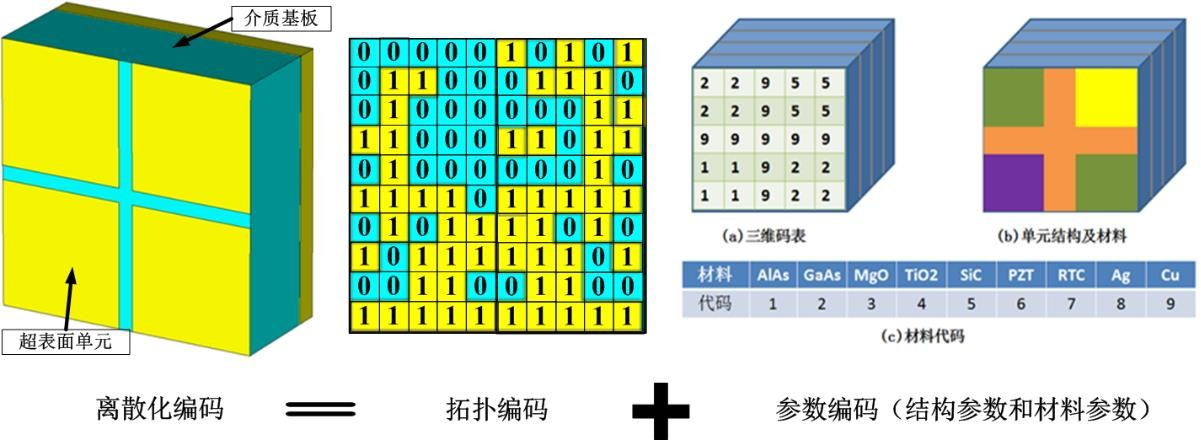 介质基板
超表面单元
0 0 0 0 0 1 0 1 0 1
0 1 1 0 0 0 1 1 1 0
0 1 0 0 0 0 0 0 1 1
1 1 0 0 0 1 1 0 1 1
0 1 0 0 0 0 0 0 1 0
1 1 1 1 0 1 1 1 1 1
0 1 0 1 1 1 1 0 1 0
1 0 1 1 1 1 1 1 0 1
0 0 1 1 0 0 1 1 0 0
1 1 1 1 1 1 1 1 1 1
2 2 9 5 5
2 2 9 5 5
9 9 9 9 9
1 1 9 2 2
1 1 9 2 2
(a)三维码表
(b)单元结构及材料
材料 AlAs GaAs MgO TiO2 SiC PZT RTC Ag Cu
代码 1 2 3 4 5 6 7 8 9
(c)材料代码
离散化编码 = 拓扑编码 + 参数编码（结构参数和材料参数）